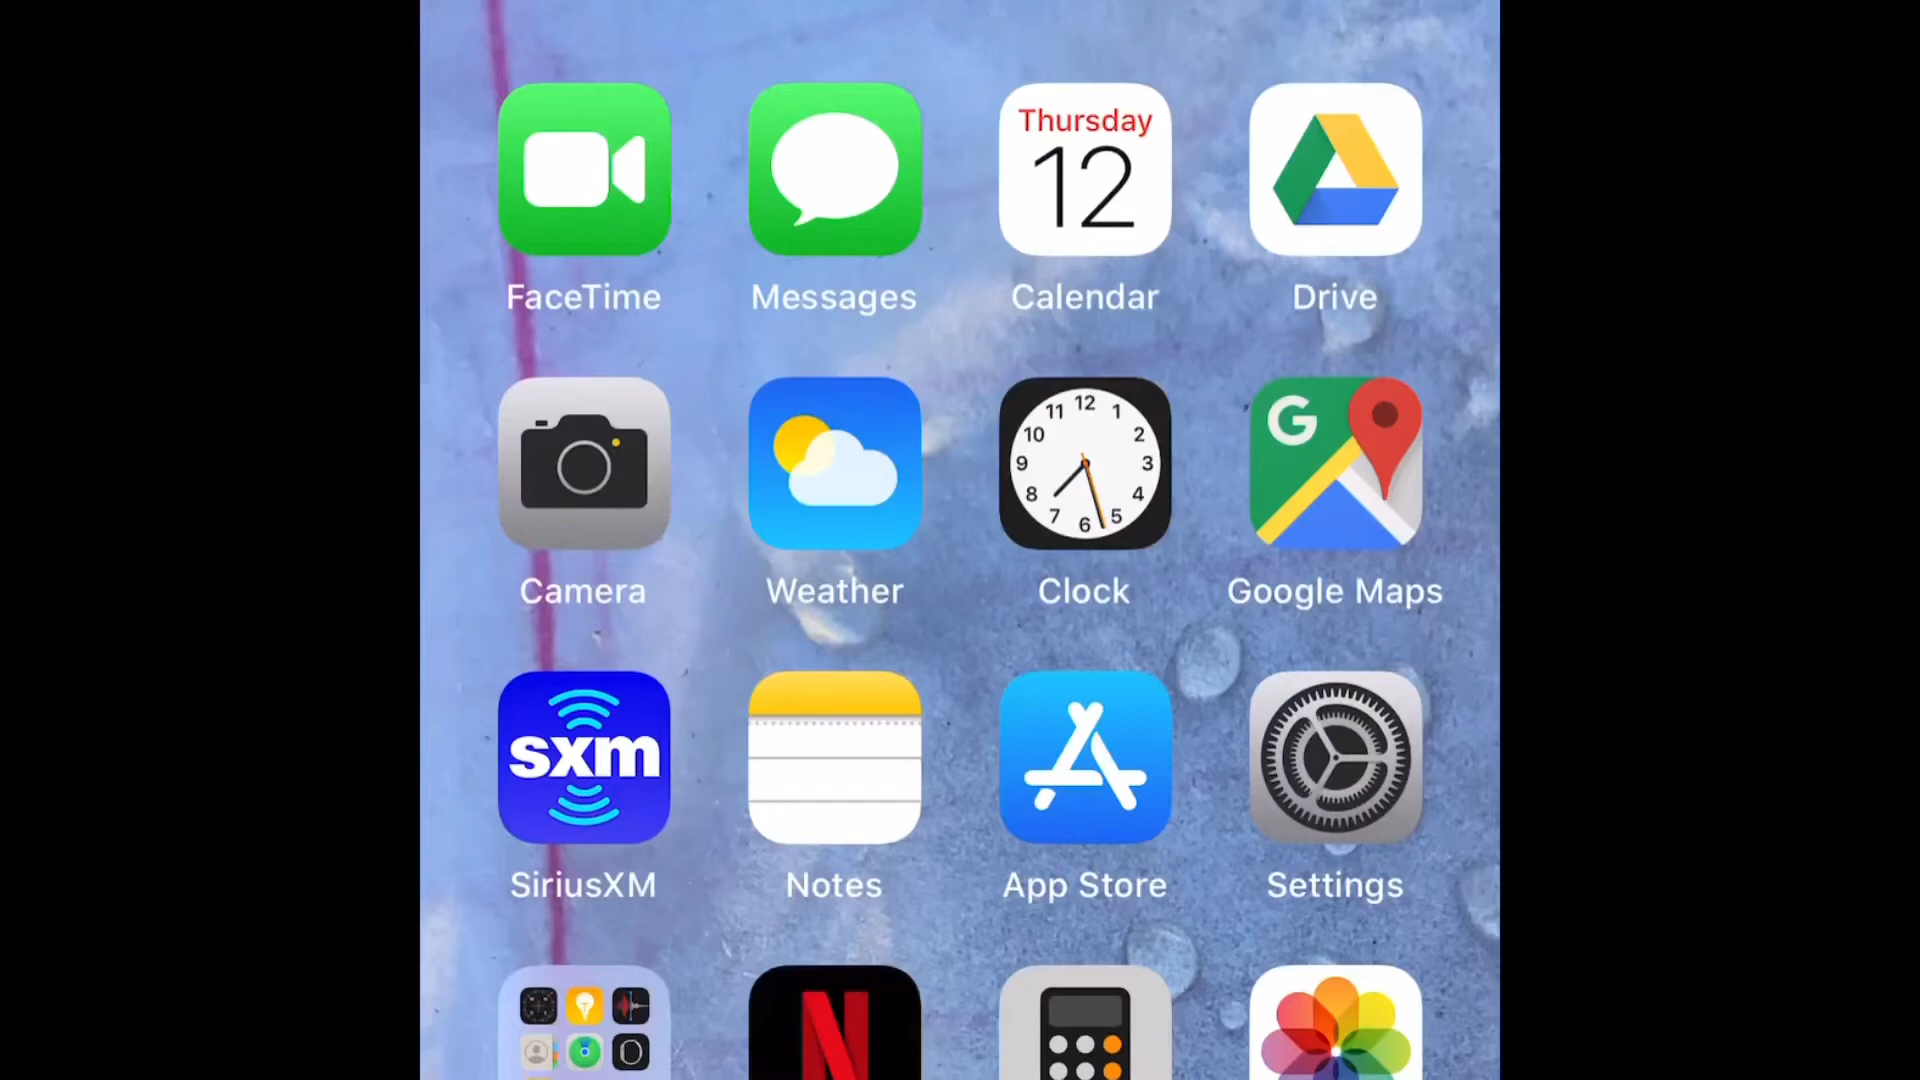 Thursday
12
FaceTime Messages Calendar Drive
11 12 1
10 2
9 3
8 4
7 6 5
G
Camera Weather Clock Google Maps
sxm
SiriusXM Notes App Store Settings
N